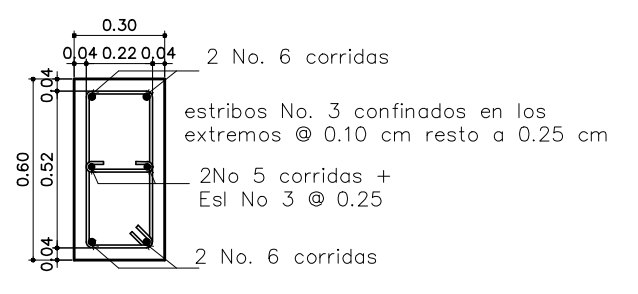 0.30
0.04 0.22 0.04
2 No. 6 corridas
0.04
estribos No. 3 confinados en los
extremos @ 0.10 cm resto a 0.25 cm
0.60
0.52
2No 5 corridas +
Esl No 3 @ 0.25
0.04
2 No. 6 corridas